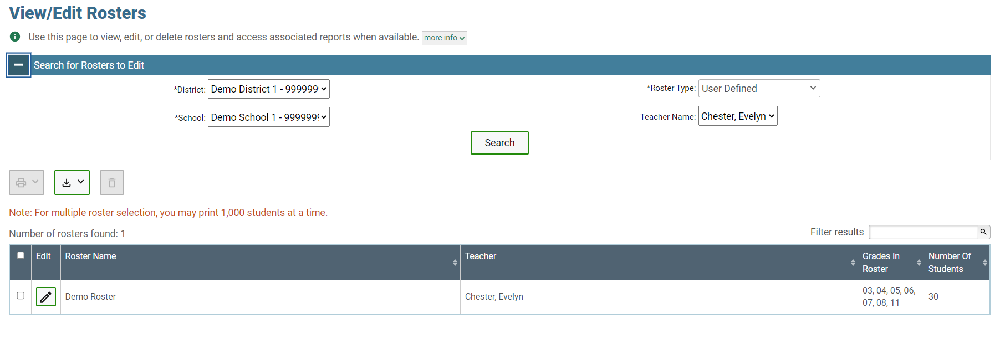 View/Edit Rosters
Use this page to view, edit, or delete rosters and access associated reports when available. more info
Search for Rosters to Edit
*District: Demo District 1 - 999999 *Roster Type: User Defined
*School: Demo School 1 - 9999999 Teacher Name: Chester, Evelyn
Search
Note: For multiple roster selection, you may print 1,000 students at a time.
Number of rosters found: 1 Filter results
Edit Roster Name Teacher Grades In Number Of
Roster Students
Demo Roster Chester, Evelyn 03, 04, 05, 06, 30
07, 08, 11